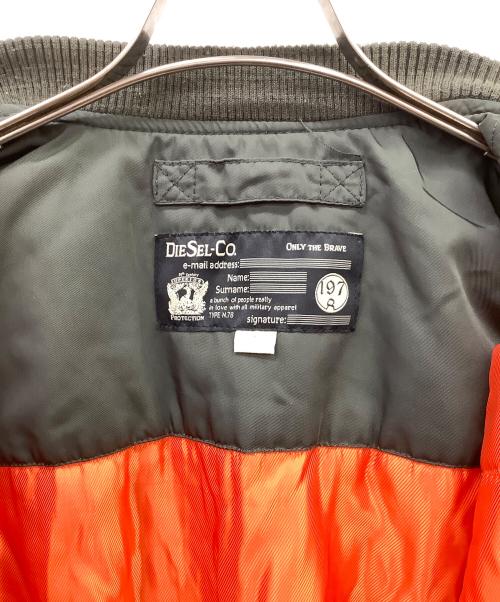 DIESEL-CO. ONLY THE BRAVE
e-mail address:
Name:
Surname:
197
8
PROTECTION
a bunch of people really
in love with all military apparel
TYPE N.78
signature: